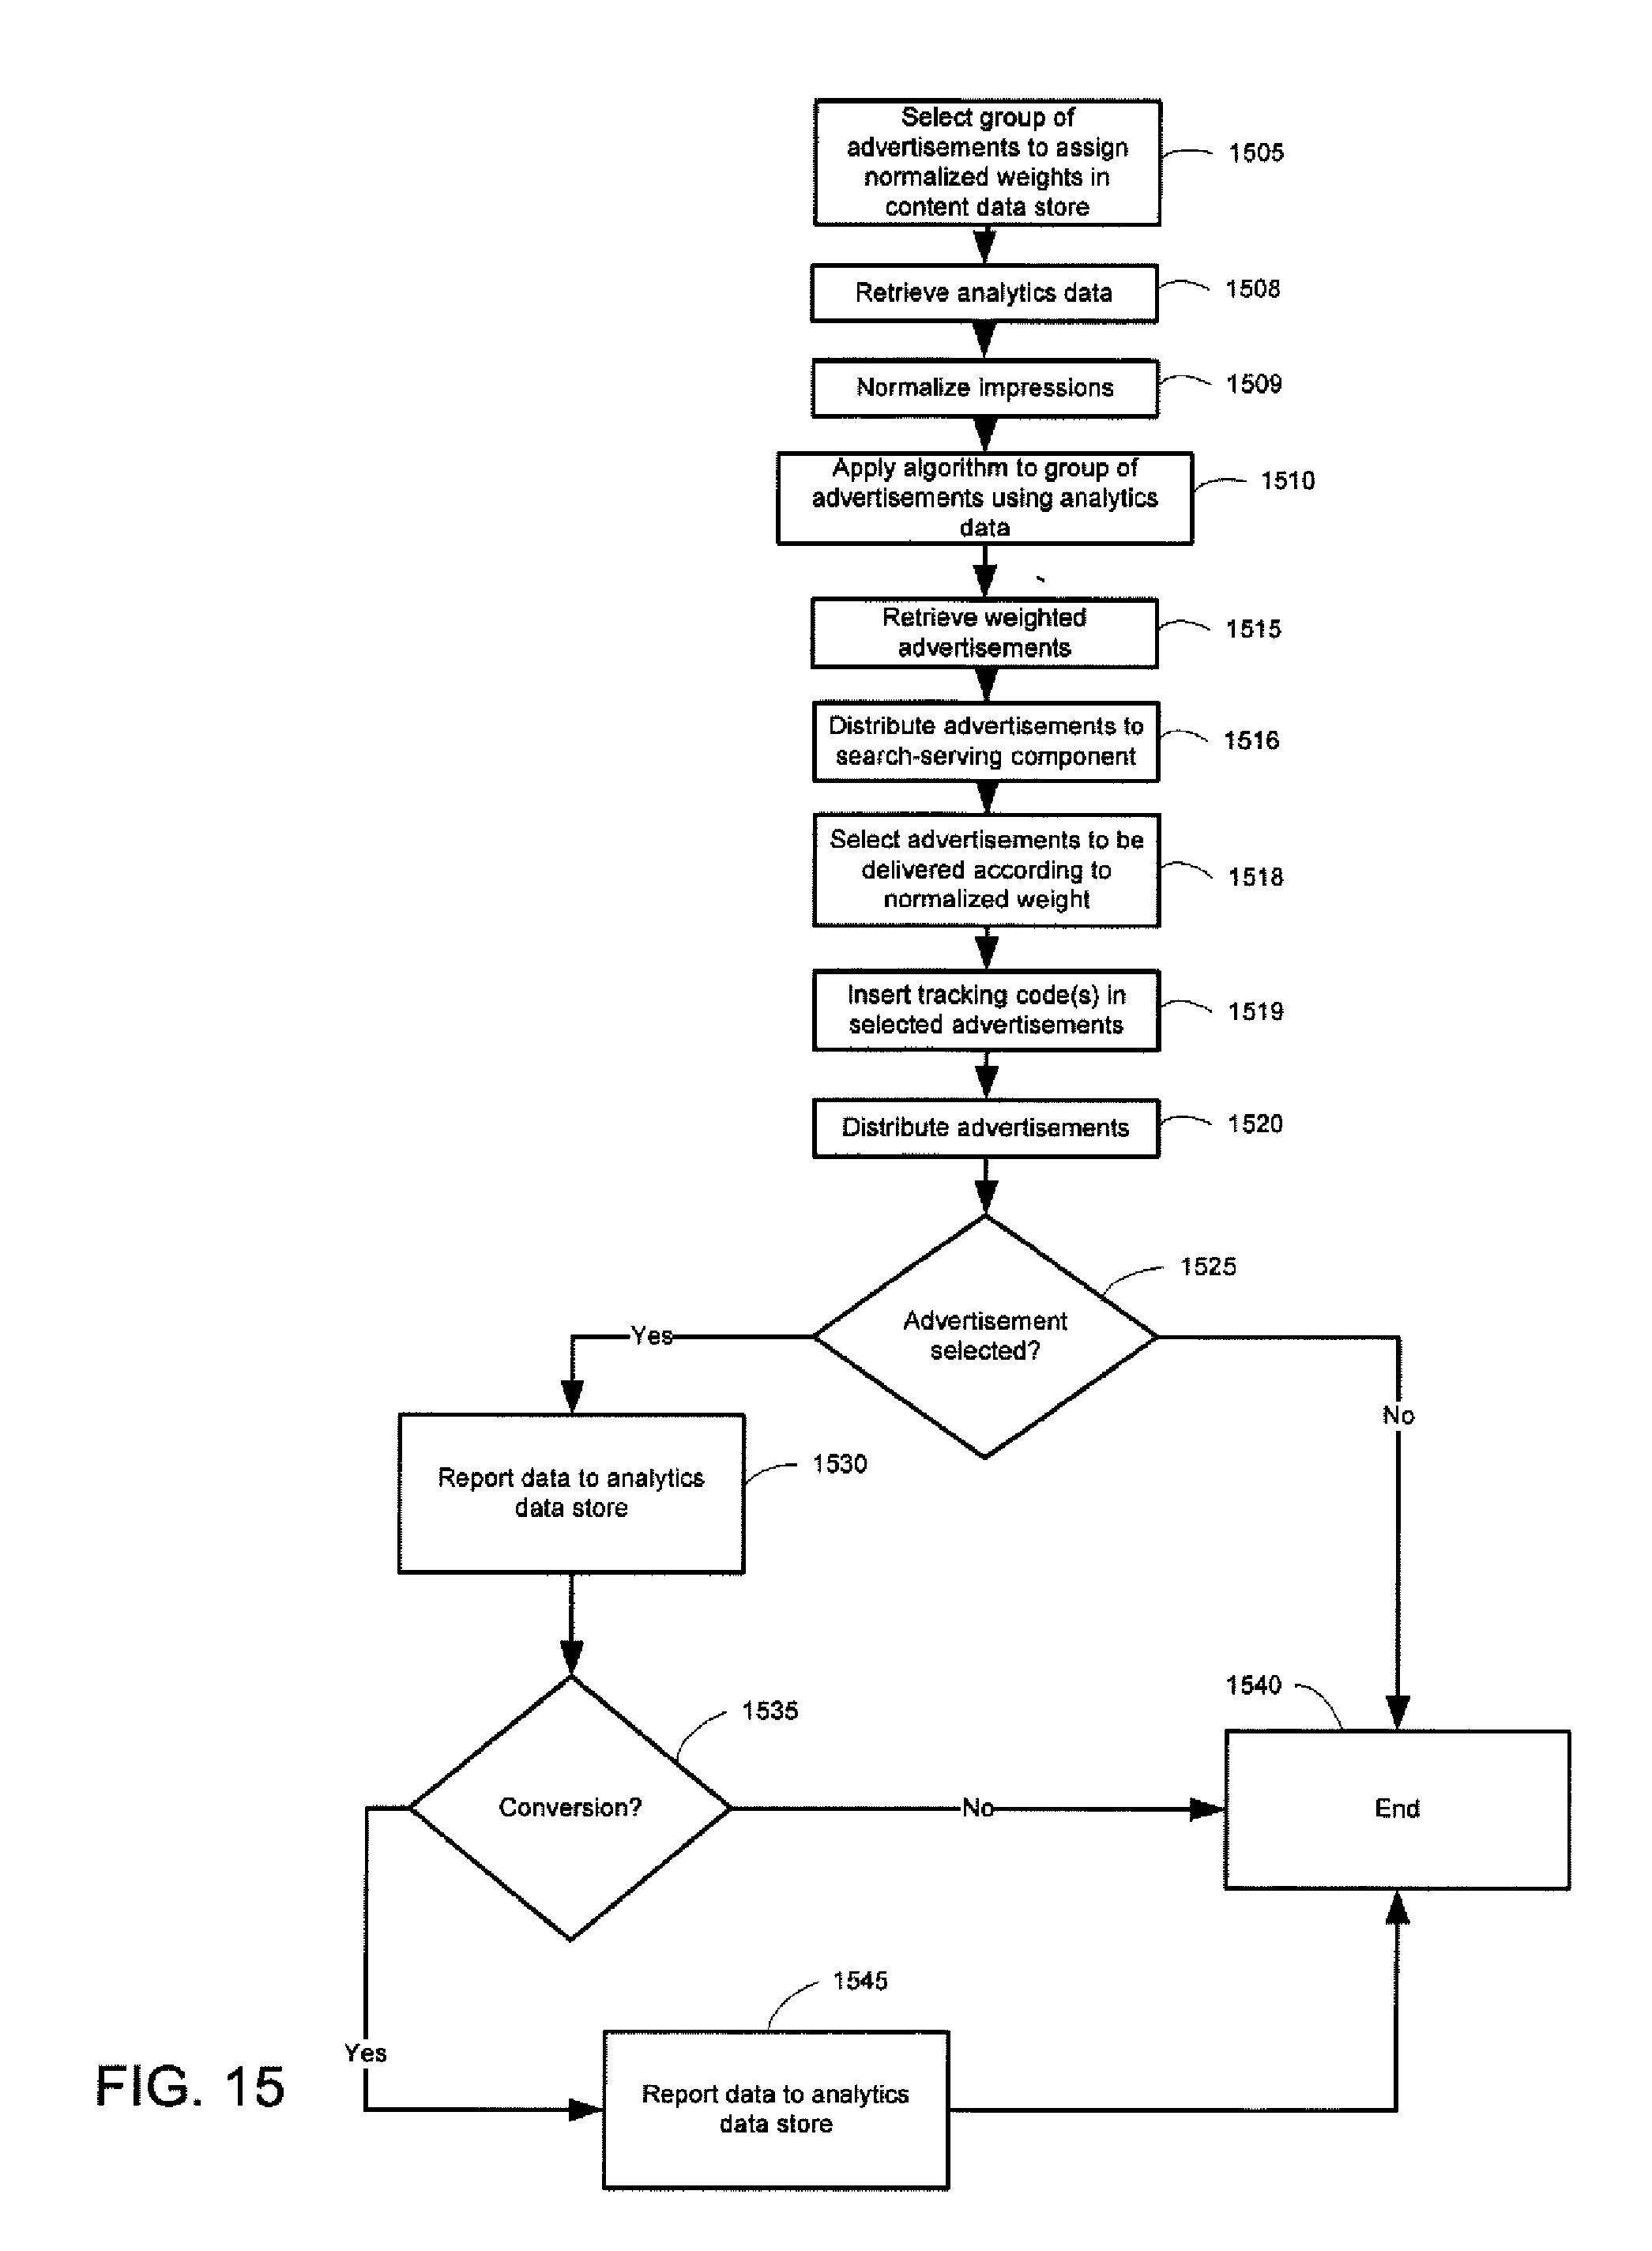 Select group of
advertisements to assign
normalized weights in
content data store
1505
Retrieve analytics data
1508
Normalize impressions
1509
Apply algorithm to group of
advertisements using analytics
data
1510
Retrieve weighted
advertisements
1515
Distribute advertisements to
search-serving component
1516
Select advertisements to be
delivered according to
normalized weight
1518
Insert tracking code(s) in
selected advertisements
1519
Distribute advertisements
1520
Advertisement
selected?
1525
Yes
No
Report data to analytics
data store
1530
Conversion?
1535
No
Yes
End
1540
Report data to analytics
data store
1545
FIG. 15